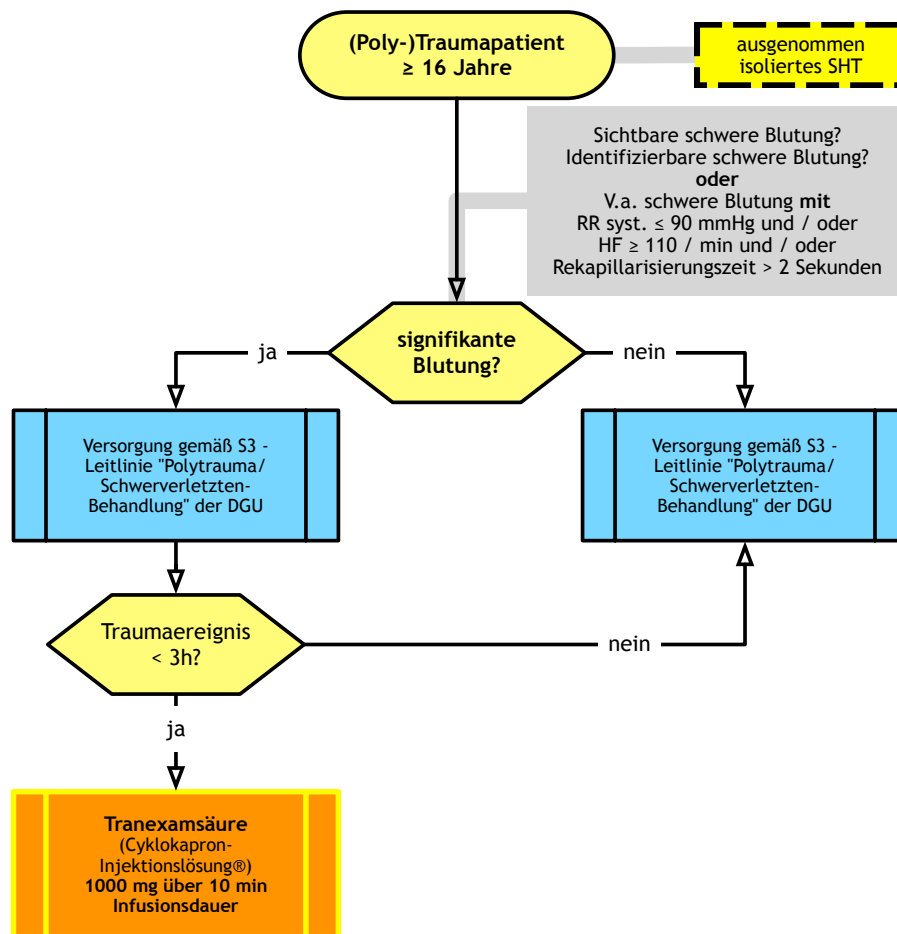 (Poly-)Traumapatient
≥ 16 Jahre
ausgenommen
isoliertes SHT
Sichtbare schwere Blutung?
Identifizierbare schwere Blutung?
oder
V.a. schwere Blutung mit
RR syst. ≤ 90 mmHg und / oder
HF ≥ 110 / min und / oder
Rekapillarisierungszeit > 2 Sekunden
signifikante
Blutung?
ja
nein
Versorgung gemäß S3 -
Leitlinie "Polytrauma/
Schwerverletzten-
Behandlung" der DGU
Versorgung gemäß S3 -
Leitlinie "Polytrauma/
Schwerverletzten-
Behandlung" der DGU
Traumaereignis
< 3h?
nein
ja
Tranexamsäure
(Cyklokapron-
Injektionslösung®)
1000 mg über 10 min
Infusionsdauer